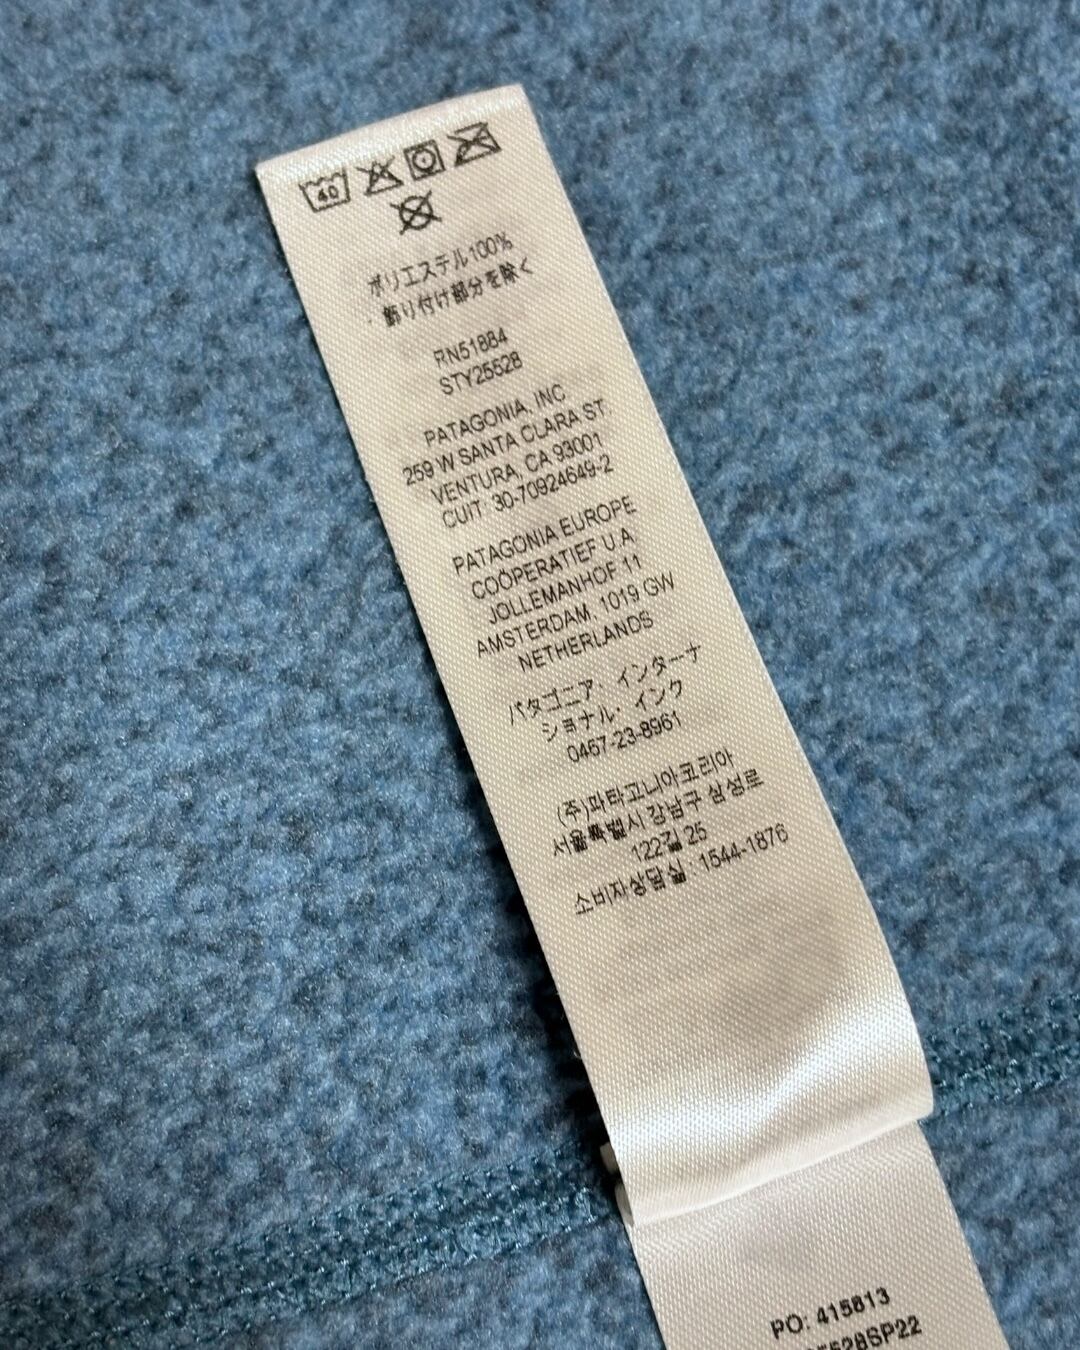 40
ポリエステル100%
・飾り付け部分を除く
RN51884
STY25528
PATAGONIA, INC
259 W SANTA CLARA ST.
VENTURA, CA 93001
CUIT 30-70924649-2
PATAGONIA EUROPE
COÖPERATIEF U.A
JOLLEMANHOF 11
AMSTERDAM, 1019 GW
NETHERLANDS
パタゴニア、インターナ
ショナル・インク
0467-23-8961
(주)파타고니아코리아
서울특별시 강남구 삼성로
122길 25
소비자상담실 1544-1876
PO: 415813